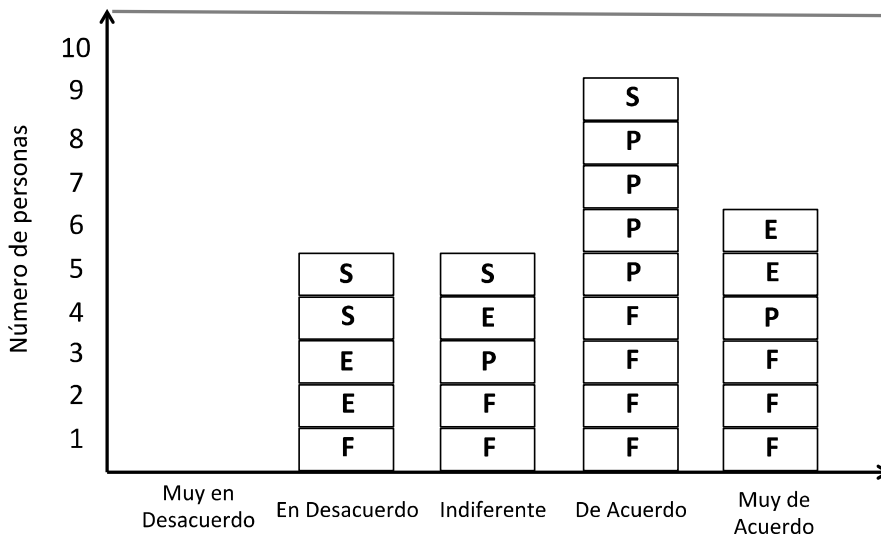 Número de personas
10
9
8
7
6
5
4
3
2
1
S
S
E
E
F
S
E
P
F
F
S
P
P
P
P
F
F
F
F
E
E
P
F
F
F
Muy en
Desacuerdo
En Desacuerdo
Indiferente
De Acuerdo
Muy de
Acuerdo